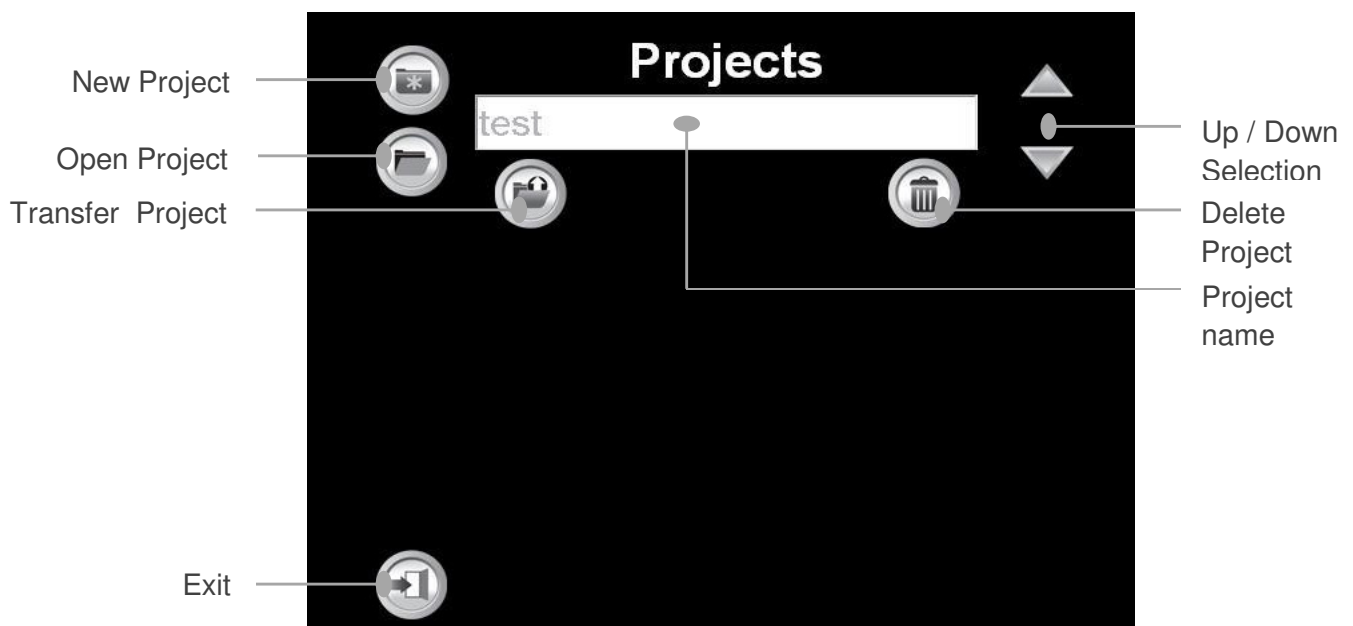 Projects
New Project
test
Up / Down
Selection
Open Project
Transfer Project
Delete
Project
Project
name
Exit